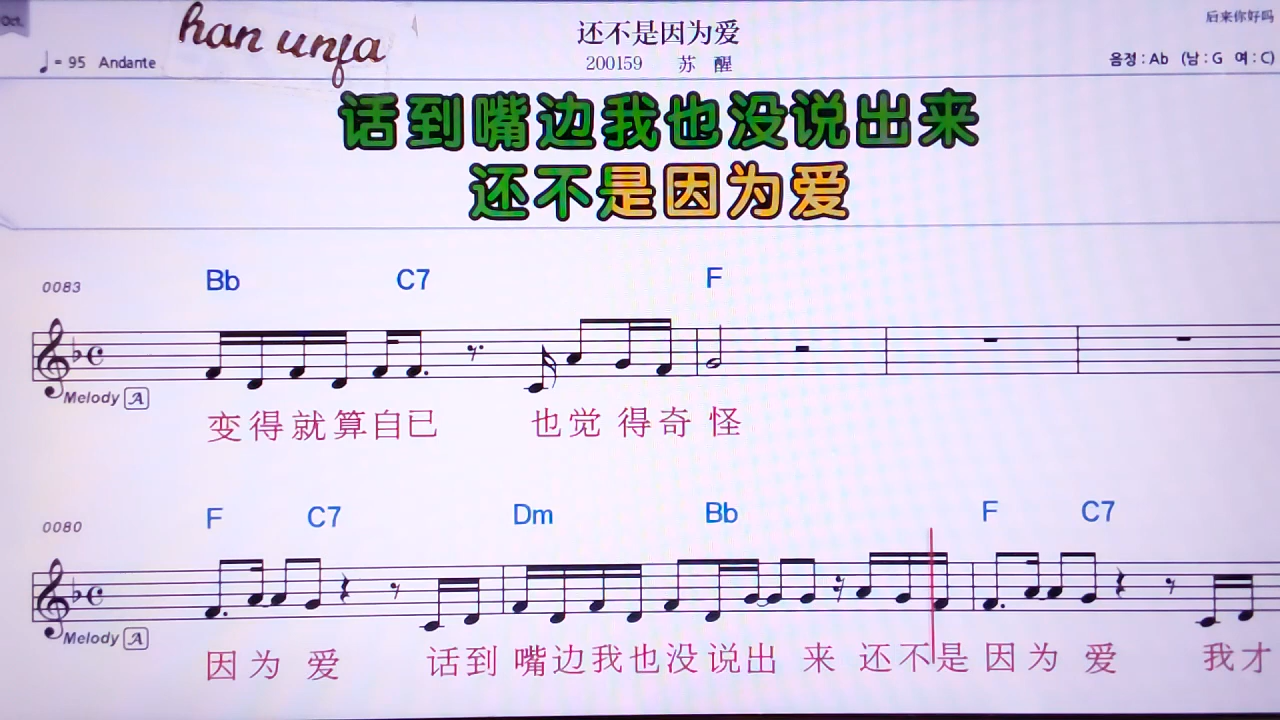 Oct.
han unfa
还不是因为爱
后来你好吗
= 95 Andante
200159 苏 醒
음정 : Ab (남 : G 여 : C)
话到嘴边我也没说出来
还不是因为爱
0083 Bb C7 F
Melody A
变得就算自已 也觉得奇怪
0080 F C7 Dm Bb F C7
Melody A
因为爱 话到嘴边我也没说出来 还不是因为爱 我才